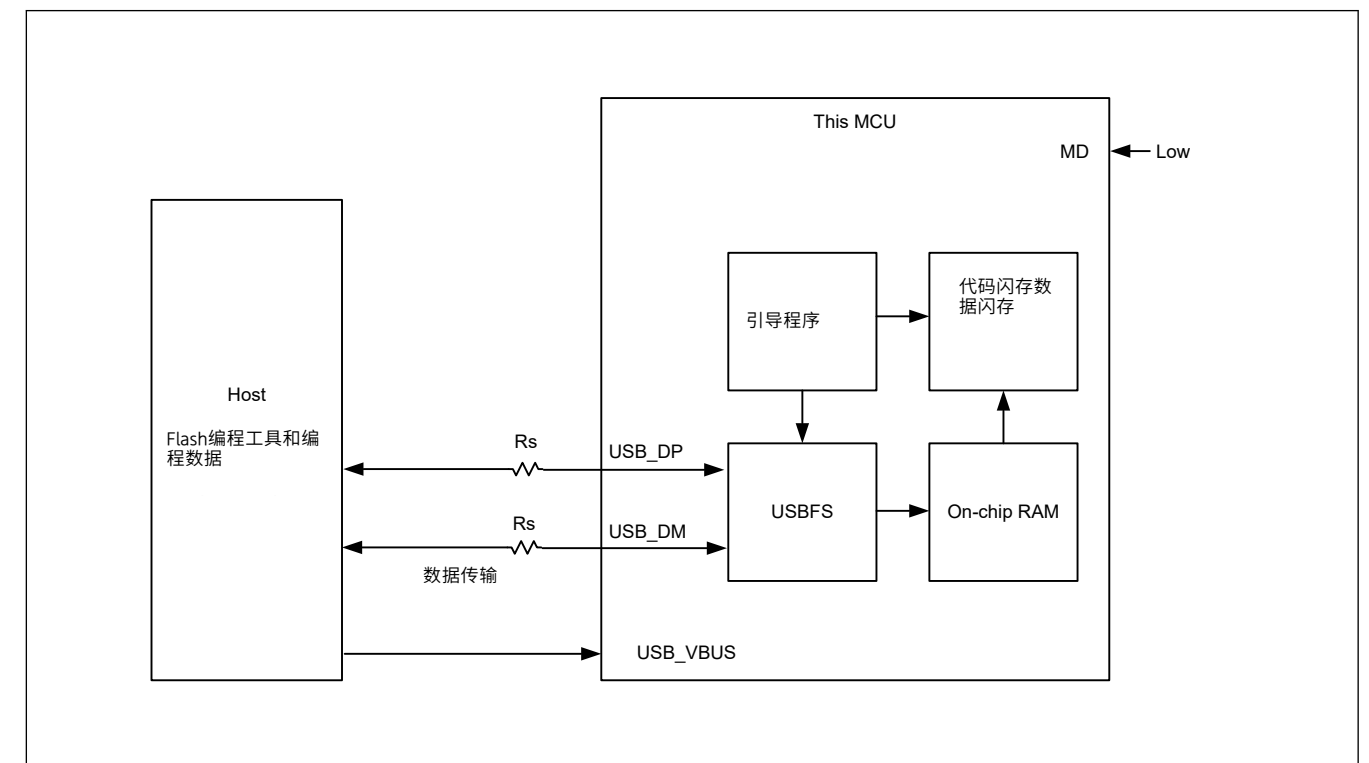 This MCU
MD
Low
代码闪存数
据闪存
引导程序
Host
Flash编程工具和编
程数据
Rs
USB_DP
USBFS
On-chip RAM
Rs
USB_DM
数据传输
USB_VBUS